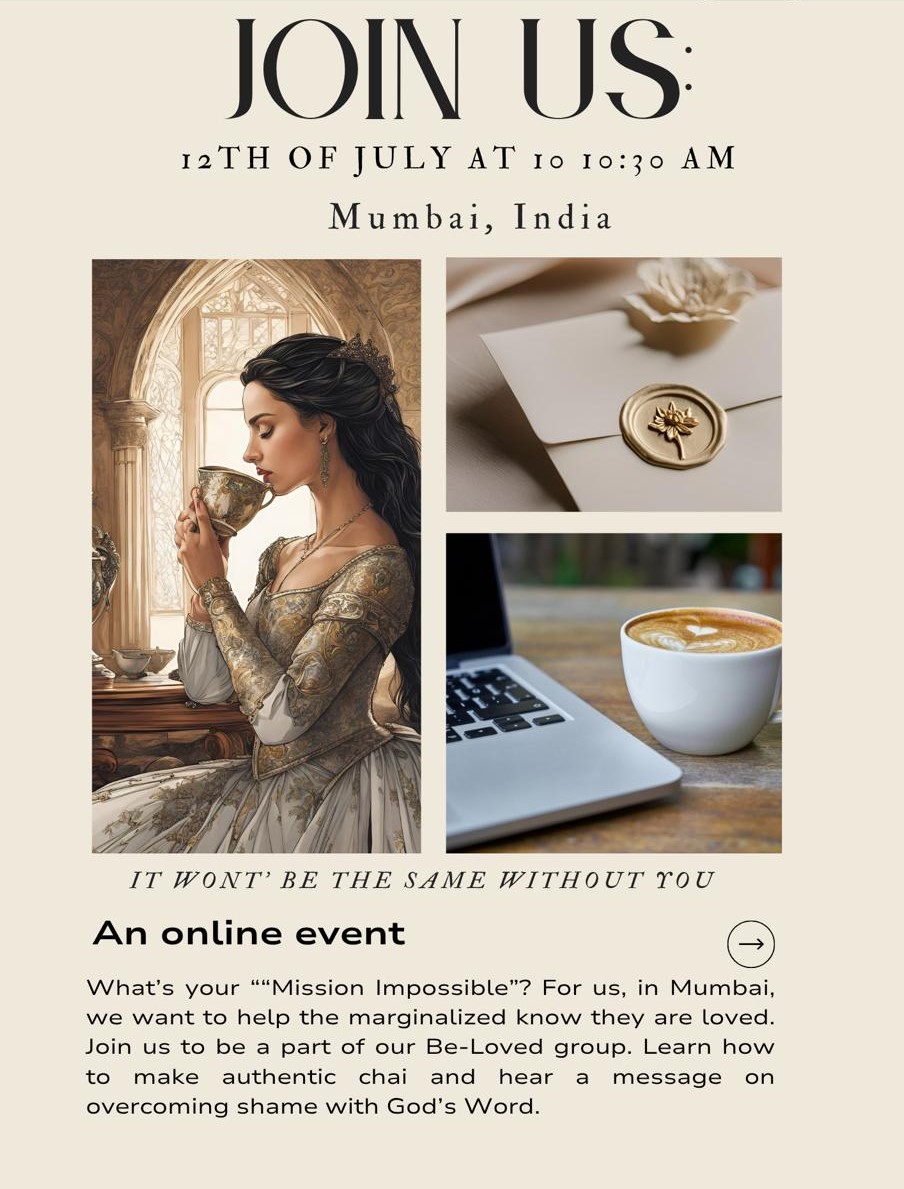 JOIN US:
12TH OF JULY AT 10 10:30 AM
Mumbai, India
IT WONT' BE THE SAME WITHOUT YOU
An online event
What's your ““Mission Impossible”? For us, in Mumbai,
we want to help the marginalized know they are loved.
Join us to be a part of our Be-Loved group. Learn how
to make authentic chai and hear a message on
overcoming shame with God's Word.